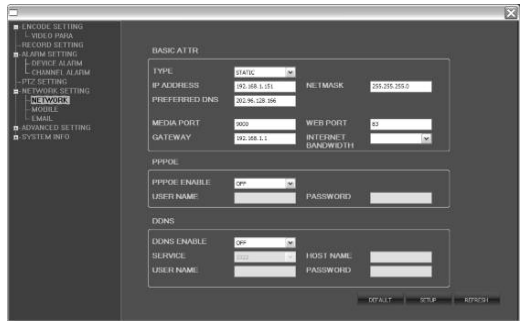 ENCODE SETTING
VIDEO PARA
RECORD SETTING
ALARM SETTING
DEVICE ALARM
CHANNEL ALARM
PTZ SETTING
NETWORK SETTING
NETWORK
MOBILE
EMAIL
ADVANCED SETTING
SYSTEM INFO
BASIC ATTR
TYPE STATIC
IP ADDRESS 192.168.1.151 NETMASK 255.255.255.0
PREFERRED DNS 202.96.128.166
MEDIA PORT 9000 WEB PORT
GATEWAY 192.168.1.1 INTERNET BANDWIDTH
PPPOE
PPPOE ENABLE OFF
USER NAME PASSWORD
DDNS
DDNS ENABLE OFF
SERVICE HOST NAME
USER NAME PASSWORD
DEFAULT SETUP REFRESH